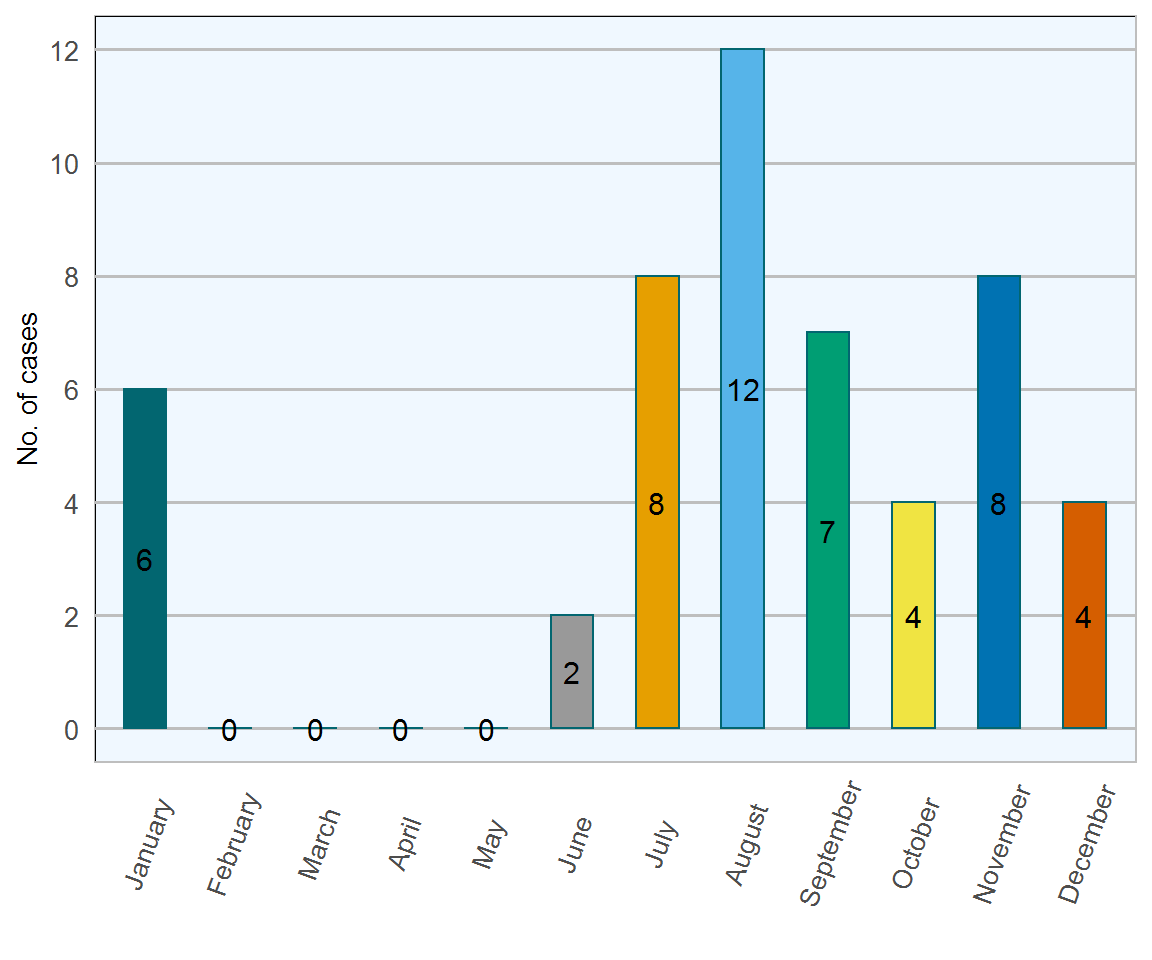 No. of cases
12
10
8
6
4
2
0
6
0
0
0
0
2
8
12
7
4
8
4
January
February
March
April
May
June
July
August
September
October
November
December